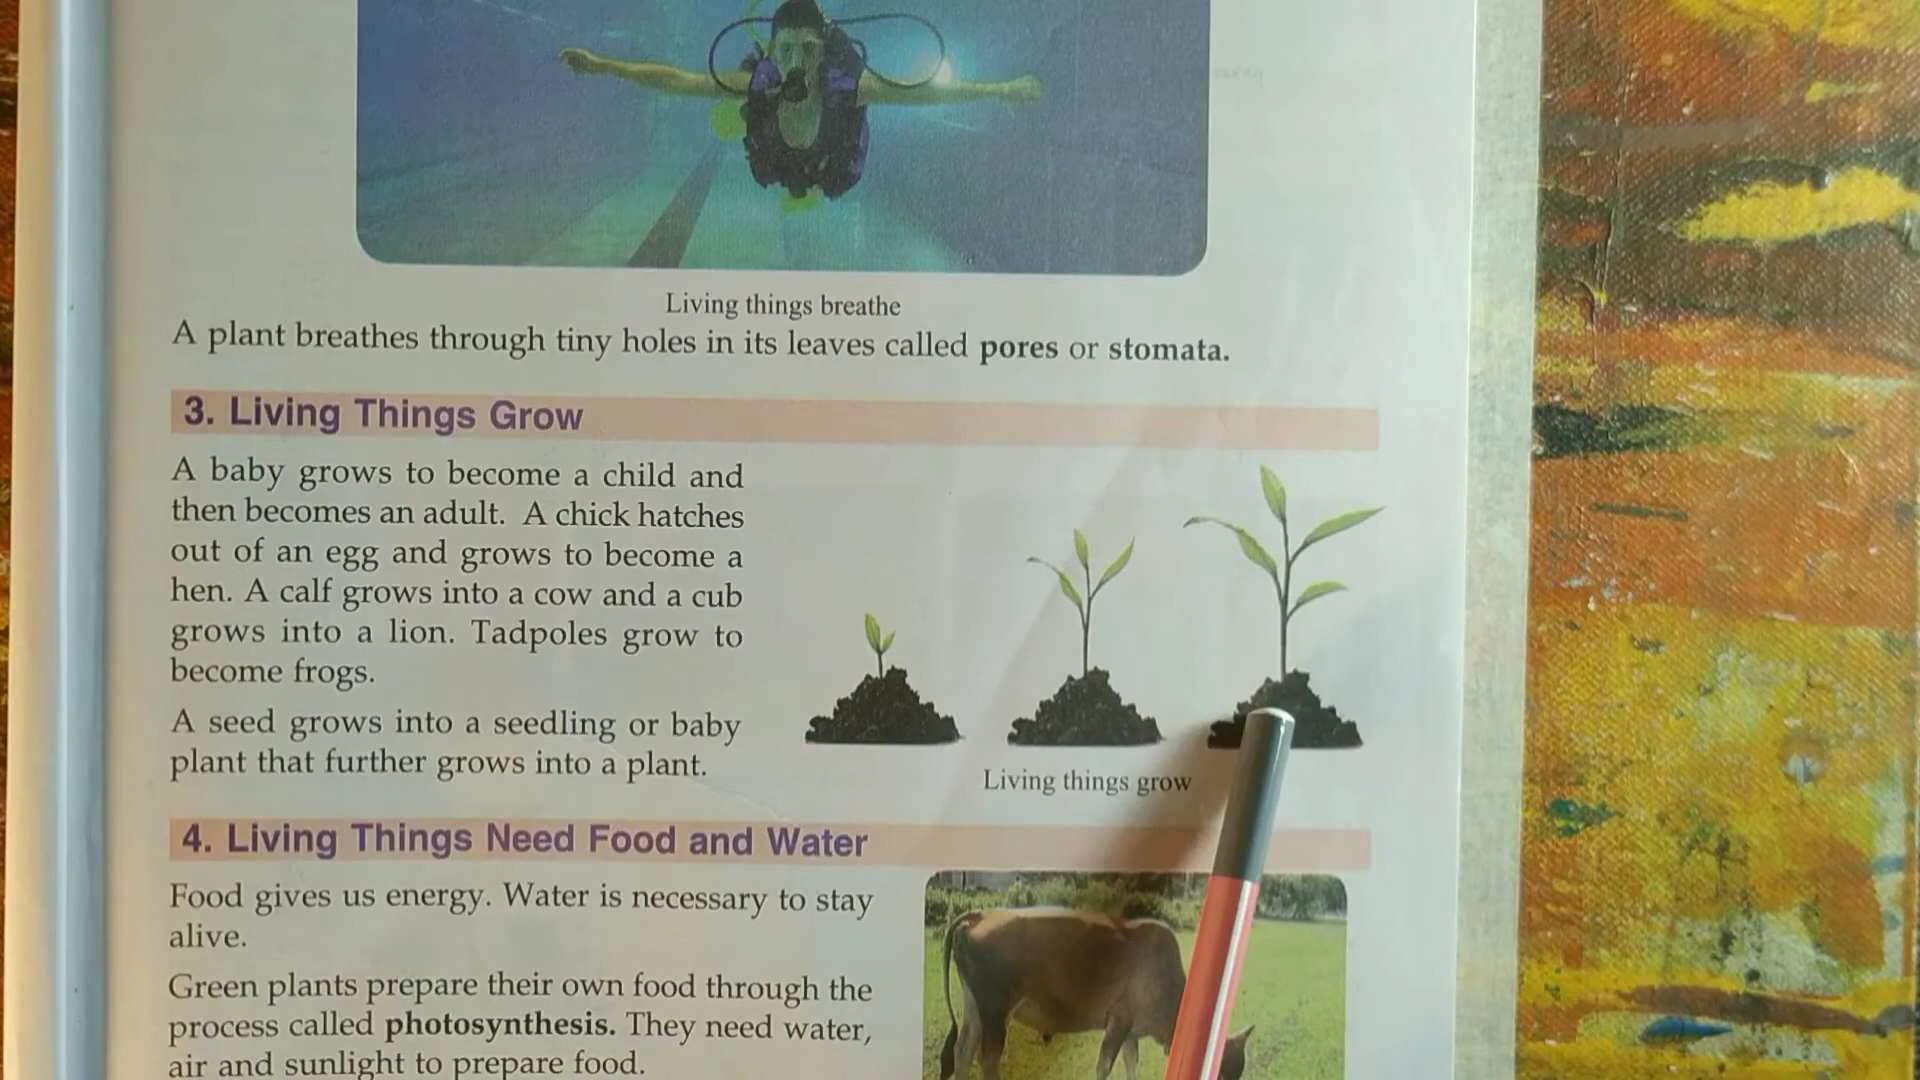 Living things breathe
A plant breathes through tiny holes in its leaves called pores or stomata.
3. Living Things Grow
A baby grows to become a child and
then becomes an adult. A chick hatches
out of an egg and grows to become a
hen. A calf grows into a cow and a cub
grows into a lion. Tadpoles grow to
become frogs.
A seed grows into a seedling or baby
plant that further grows into a plant.
Living things grow
4. Living Things Need Food and Water
Food gives us energy. Water is necessary to stay
alive.
Green plants prepare their own food through the
process called photosynthesis. They need water,
air and sunlight to prepare food.